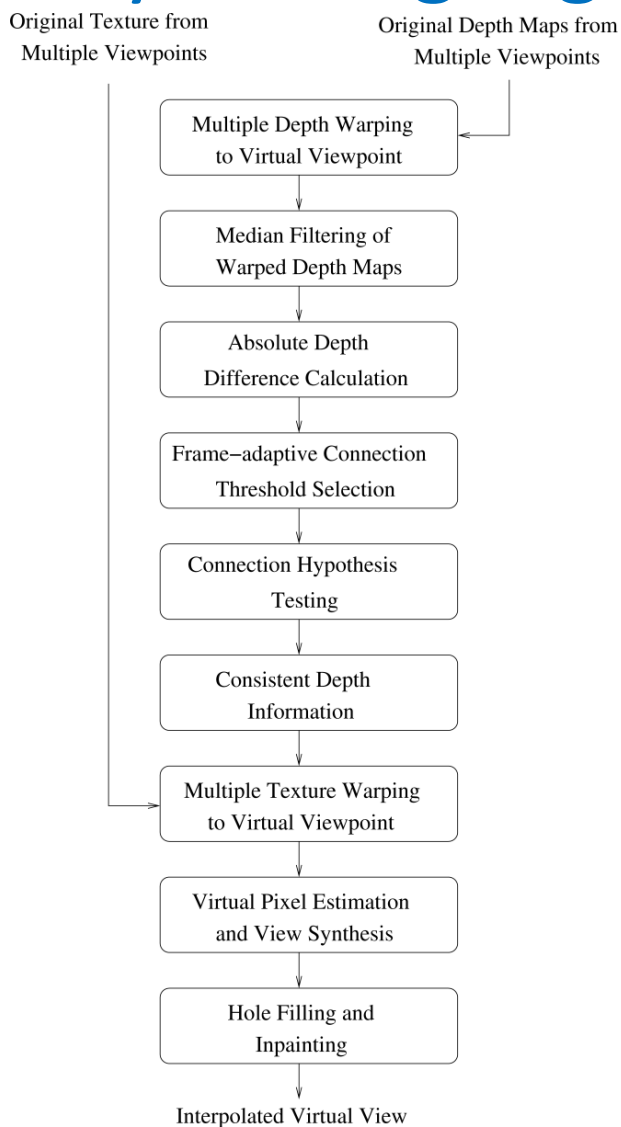 Original Texture from
Multiple Viewpoints
Original Depth Maps from
Multiple Viewpoints
Multiple Depth Warping
to Virtual Viewpoint
Median Filtering of
Warped Depth Maps
Absolute Depth
Difference Calculation
Frame−adaptive Connection
Threshold Selection
Connection Hypothesis
Testing
Consistent Depth
Information
Multiple Texture Warping
to Virtual Viewpoint
Virtual Pixel Estimation
and View Synthesis
Hole Filling and
Inpainting
Interpolated Virtual View